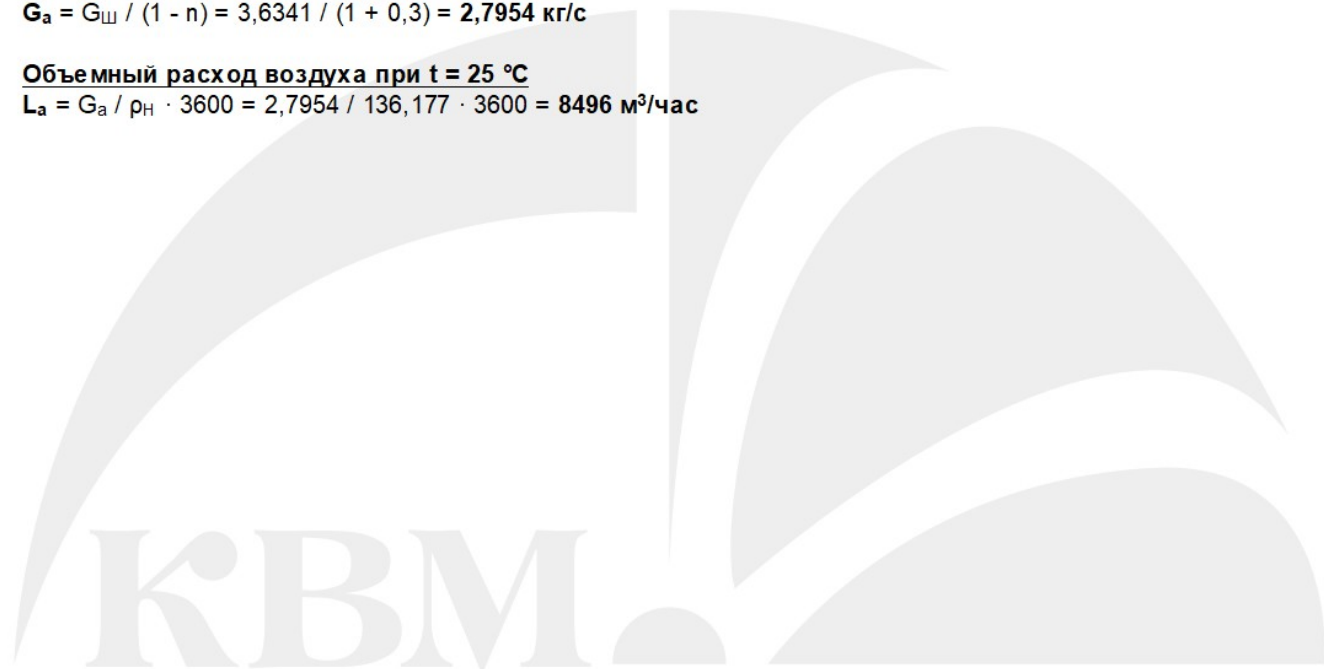 Gₐ = GШ / (1 - n) = 3,6341 / (1 + 0,3) = 2,7954 кг/с
Объемный расход воздуха при t = 25 °С
Lₐ = Gₐ / ρН · 3600 = 2,7954 / 136,177 · 3600 = 8496 м³/час
КВМ